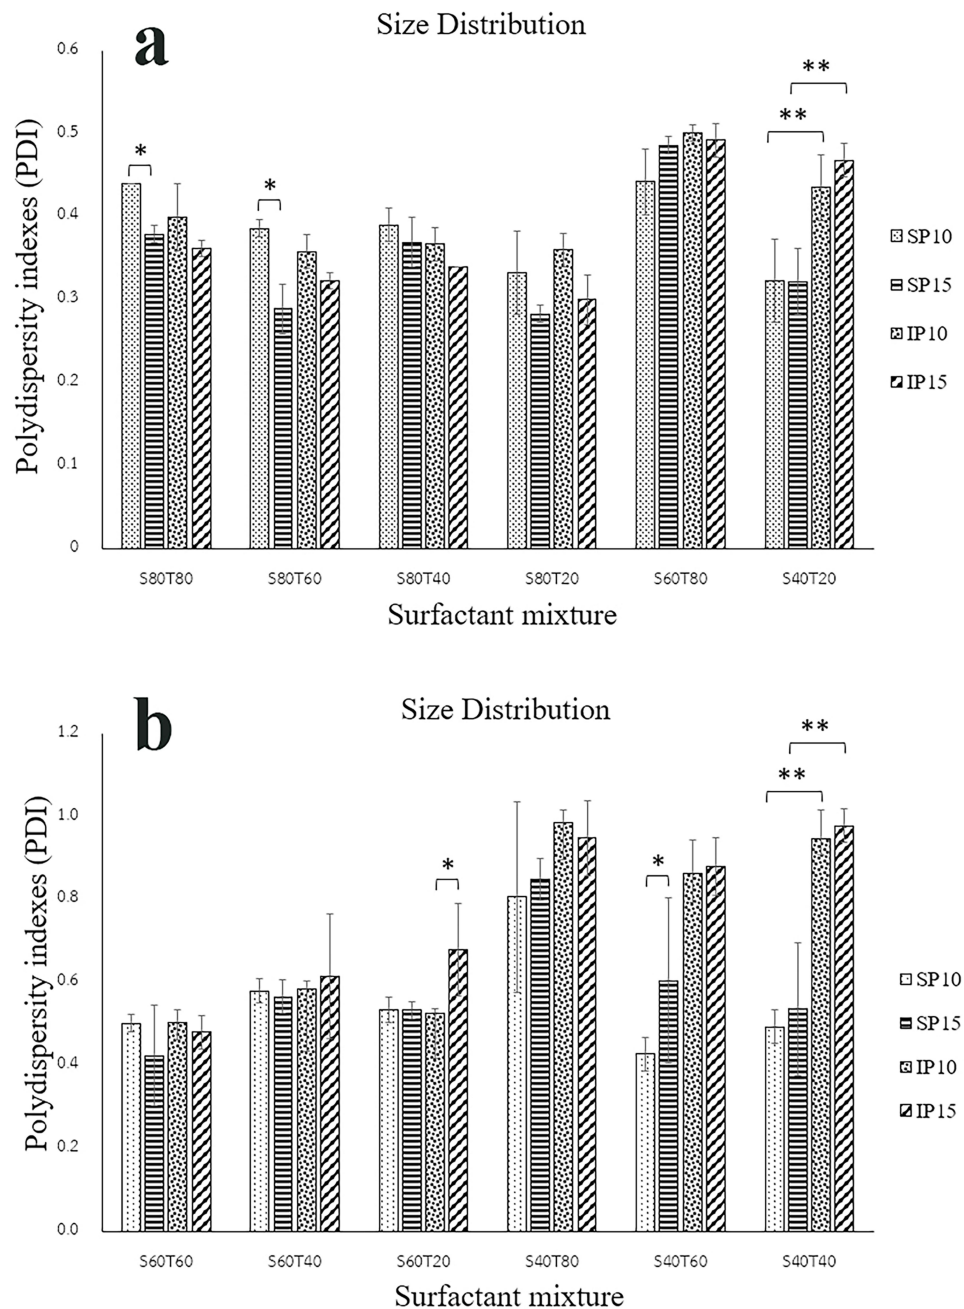 a
Size Distribution
Polydispersity indexes (PDI)
0.6
0.5
0.4
0.3
0.2
0.1
0
*
*
**
**
SP10
SP15
IP10
IP15
S80T80 S80T60 S80T40 S80T20 S60T80 S40T20
Surfactant mixture
b
Size Distribution
Polydispersity indexes (PDI)
1.2
1.0
0.8
0.6
0.4
0.2
0.0
*
*
**
**
SP10
SP15
IP10
IP15
S60T60 S60T40 S60T20 S40T80 S40T60 S40T40
Surfactant mixture